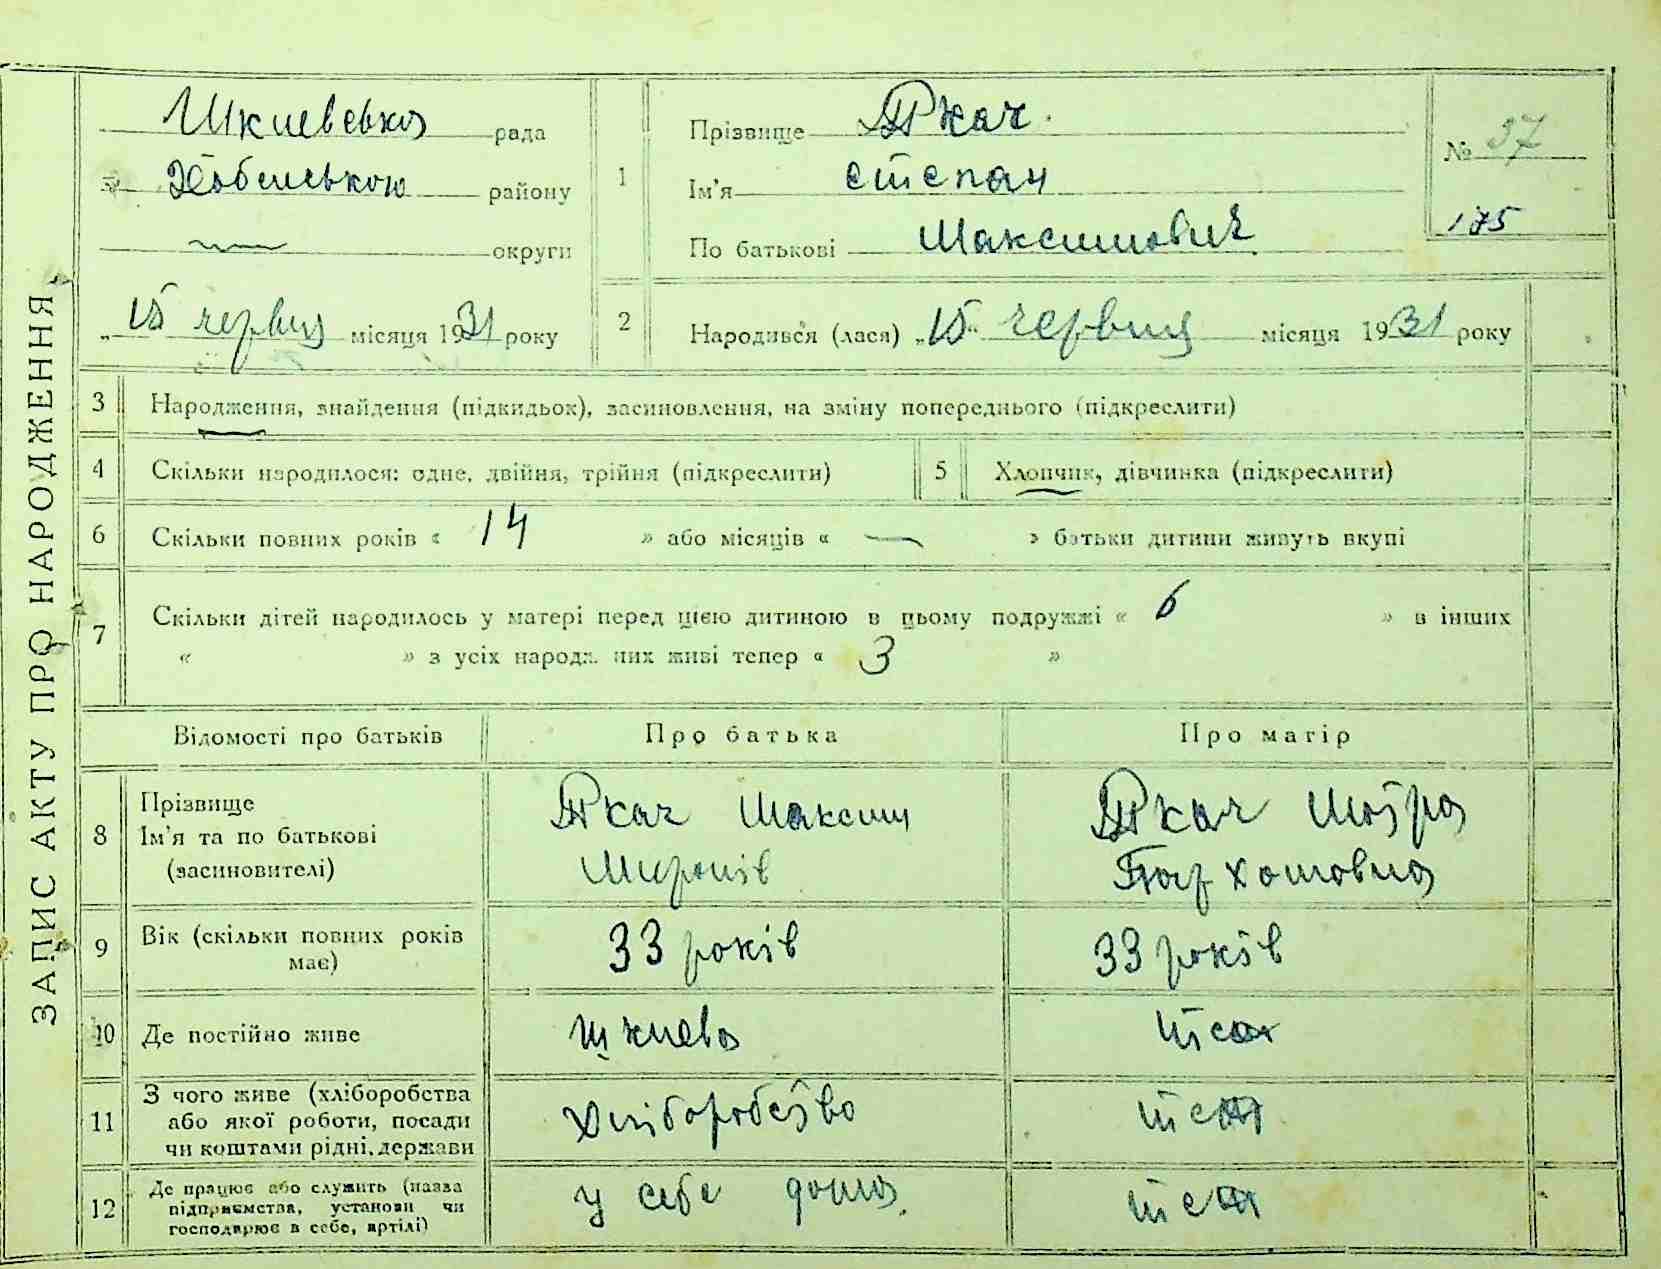 ЗАПИС АКТУ ПРО НАРОДЖЕННЯ
рада
району
округи
„15 червця місяця 1931 року
1
Прізвище Ткач
Ім'я Степан
По батькові Максимович
№ 37
175
2 Народився (лася) „15“ червця місяця 1931 року
3 Народження, знайдення (підкидьок), засиновлення, на зміну попереднього (підкреслити)
4 Скільки народилося: одне, двійня, трійня (підкреслити)
5 Хлопчик, дівчинка (підкреслити)
6 Скільки повних років « 14 » або місяців « — » батьки дитини живуть вкупі
7 Скільки дітей народилось у матері перед цією дитиною в цьому подружжі « 6 » в інших
« » з усіх народж. них живі тепер « 3 »
Відомості про батьків Про батька Про матір
8 Прізвище
Ім'я та по батькові
(засиновителі)
Ткач Максим
Миронів
Ткач Мотря
Пархомовна
9 Вік (скільки повних років
має)
33 років
33 років
10 Де постійно живе
11 З чого живе (хліборобства
або якої роботи, посади
чи коштами рідні, держави
Хліборобство
12 Де працює або служить (назва
підприємства, установи чи
господарює в себе, артілі)
у себе дома.